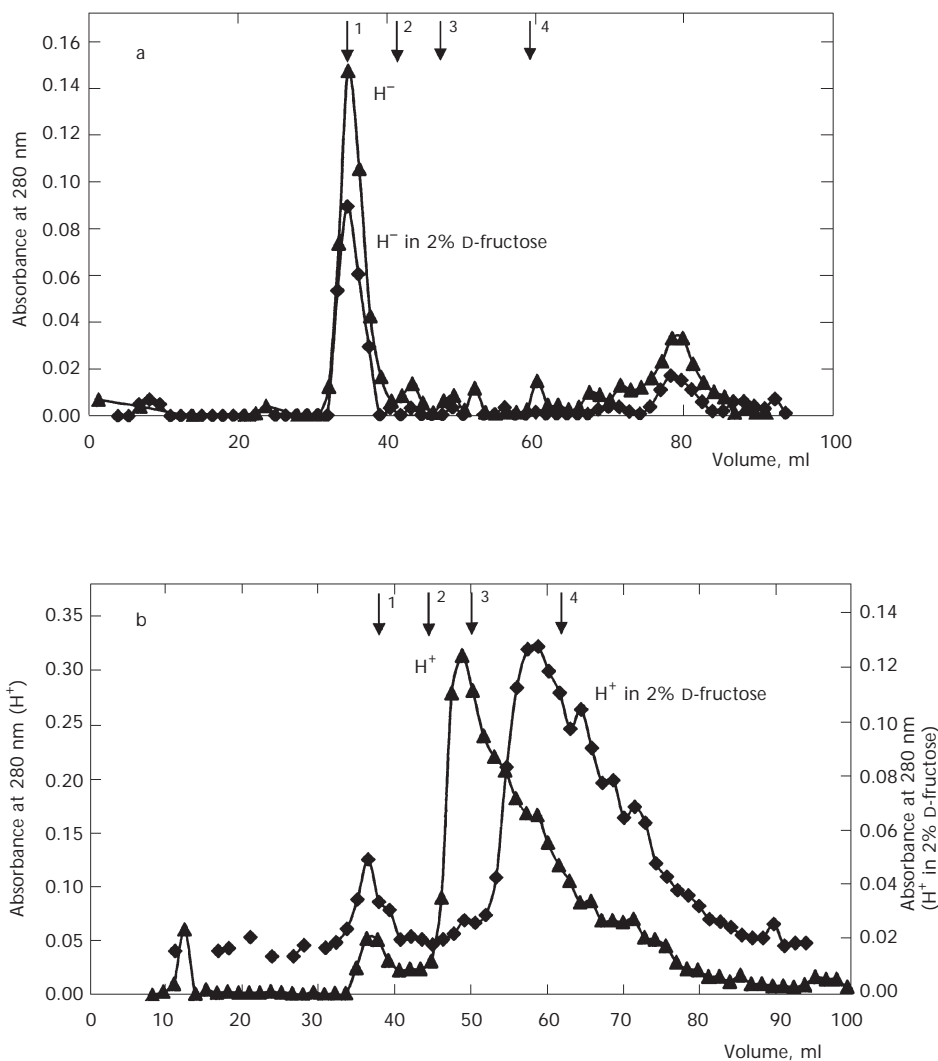 1 2 3 4
0.16
a
H⁻
0.14
0.12
0.10
H⁻ in 2% D-fructose
0.08
0.06
0.04
0.02
0.00
Absorbance at 280 nm
0 20 40 60 80 100
Volume, ml
1 2 3 4
0.35
b
0.14
H⁺
H⁺ in 2% D-fructose
0.30
0.12
0.25
0.10
0.20
0.08
0.15
0.06
0.10
0.04
0.05
0.02
0.00
0.00
Absorbance at 280 nm (H⁺)
Absorbance at 280 nm
(H⁺ in 2% D-fructose)
0 10 20 30 40 50 60 70 80 90 100
Volume, ml